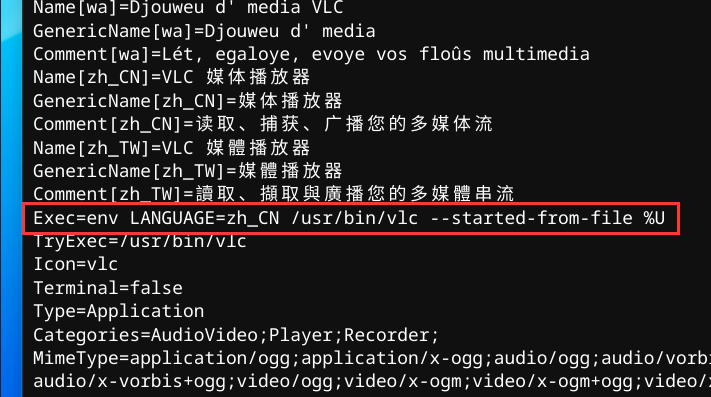 Name[wa]=Djouweu d' media VLC
GenericName[wa]=Djouweu d' media
Comment[wa]=Lét, egaloye, evoye vos floûs multimedia
Name[zh_CN]=VLC 媒体播放器
GenericName[zh_CN]=媒体播放器
Comment[zh_CN]=读取、捕获、广播您的多媒体流
Name[zh_TW]=VLC 媒體播放器
GenericName[zh_TW]=媒體播放器
Comment[zh_TW]=讀取、擷取與廣播您的多媒體串流
Exec=env LANGUAGE=zh_CN /usr/bin/vlc --started-from-file %U
TryExec=/usr/bin/vlc
Icon=vlc
Terminal=false
Type=Application
Categories=AudioVideo;Player;Recorder;
MimeType=application/ogg;application/x-ogg;audio/ogg;audio/vorbi
audio/x-vorbis+ogg;video/ogg;video/x-ogm;video/x-ogm+ogg;video/x